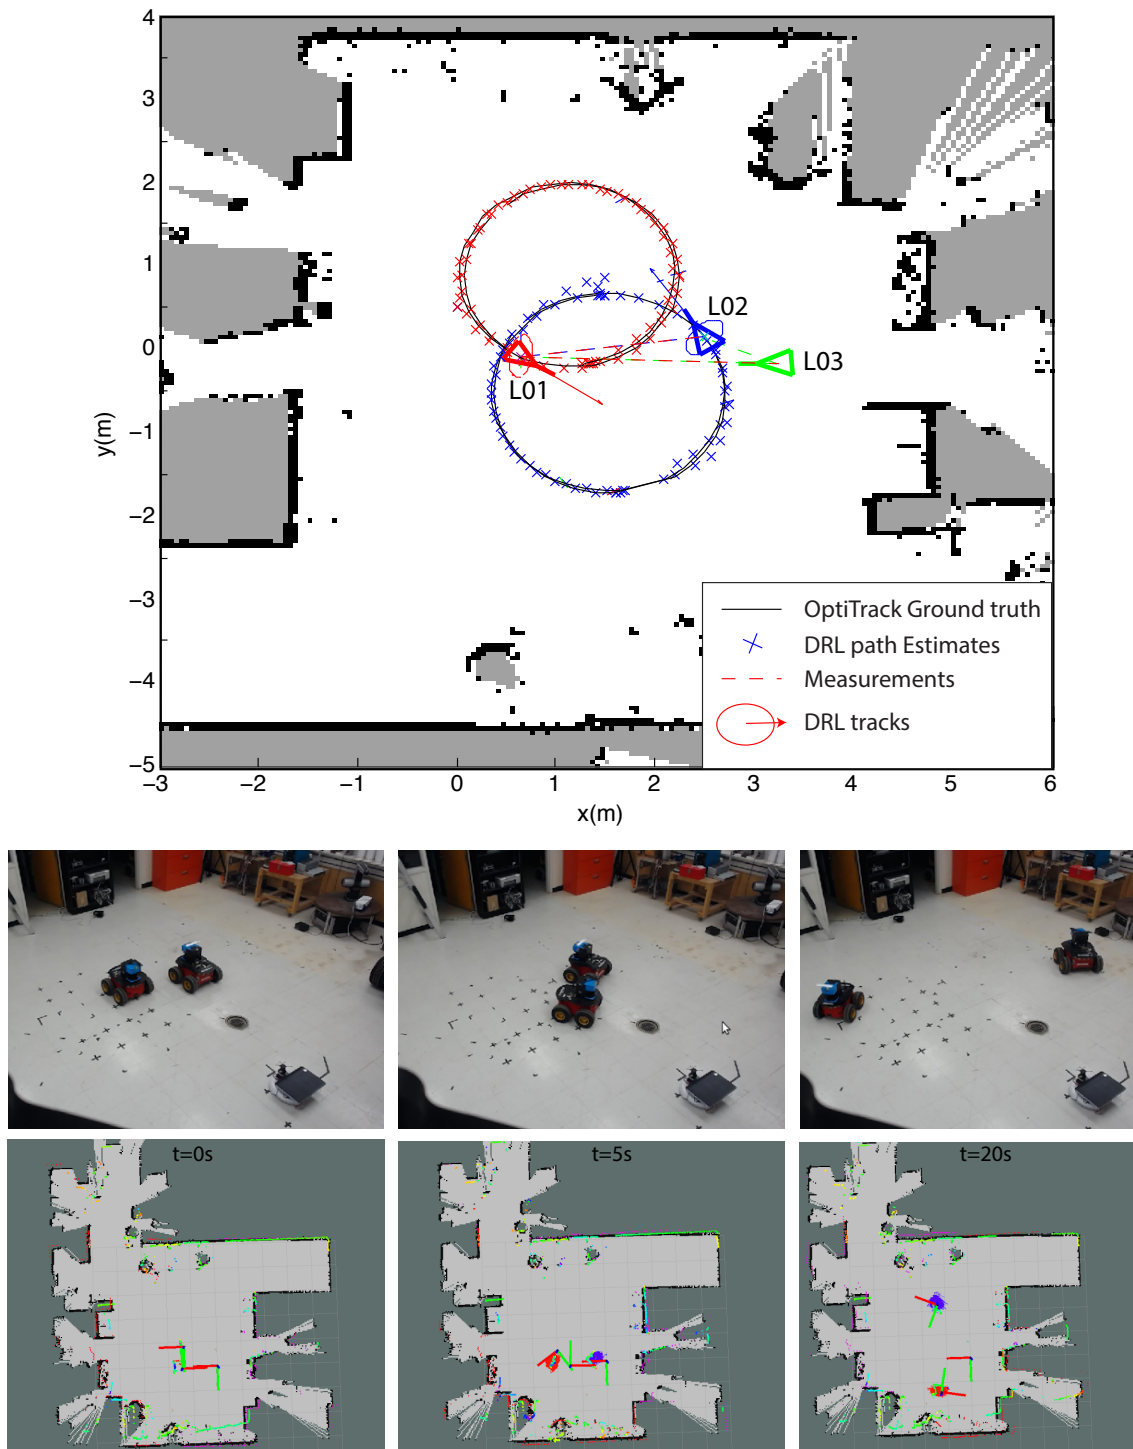 4
3
2
1
0
−1
−2
−3
−4
−5
y(m)
L02
L03
L01
OptiTrack Ground truth
DRL path Estimates
Measurements
DRL tracks
−3 −2 −1 0 1 2 3 4 5 6
x(m)
t=0s t=5s t=20s